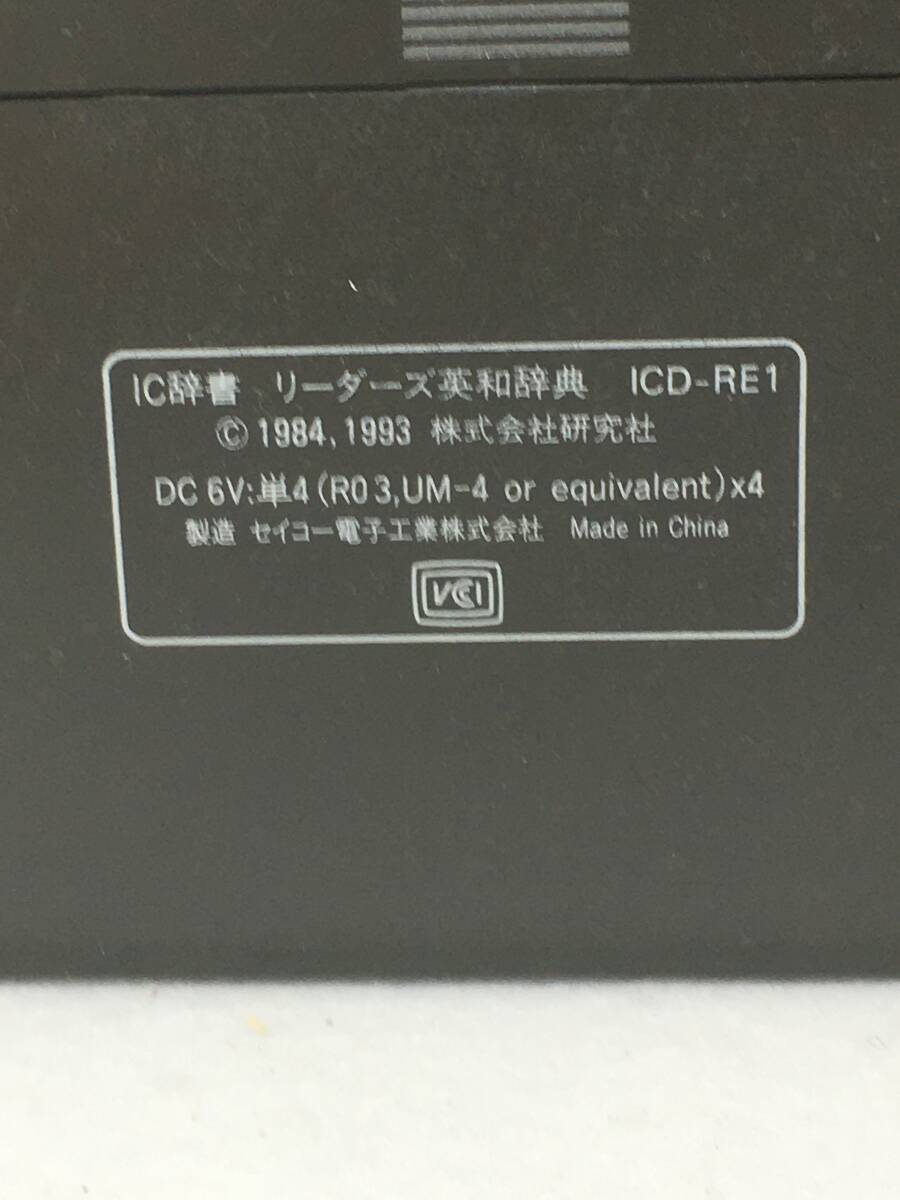 IC辞書 リーダーズ英和辞典 ICD-RE1
© 1984, 1993 株式会社研究社
DC 6V:単4(R03,UM-4 or equivalent)x4
製造 セイコー電子工業株式会社 Made in China
VCCI